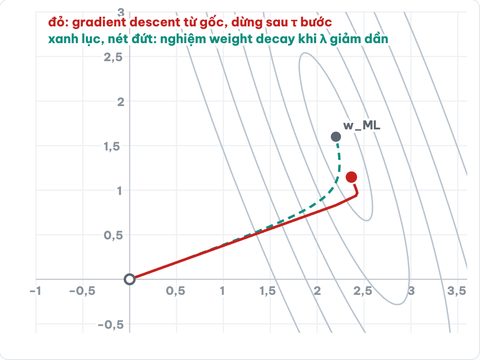 đỏ: gradient descent từ gốc, dừng sau τ bước
xanh lục, nét đứt: nghiệm weight decay khi λ giảm dần
3
2,5
2
w_ML
1,5
1
0,5
0
-1 -0,5 0,5 1 1,5 2 2,5 3 3,5
-0,5